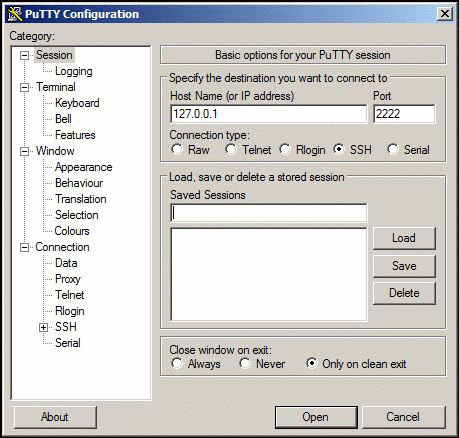 PuTTY Configuration
Category:
Session
Logging
Terminal
Keyboard
Bell
Features
Window
Appearance
Behaviour
Translation
Selection
Colours
Connection
Data
Proxy
Telnet
Rlogin
SSH
Serial
Basic options for your PuTTY session
Specify the destination you want to connect to
Host Name (or IP address) Port
127.0.0.1 2222
Connection type:
Raw Telnet Rlogin SSH Serial
Load, save or delete a stored session
Saved Sessions
Load
Save
Delete
Close window on exit:
Always Never Only on clean exit
About Open Cancel